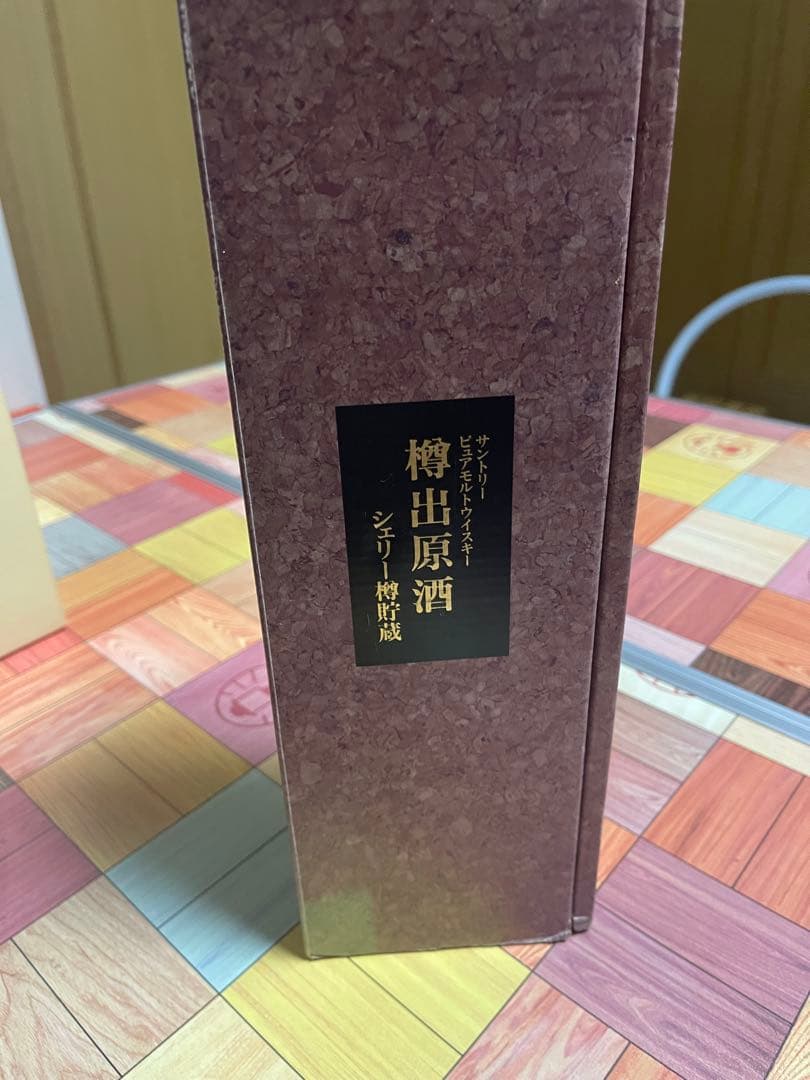 サントリー
ピュアモルトウイスキー
樽出原酒
シェリー樽貯蔵